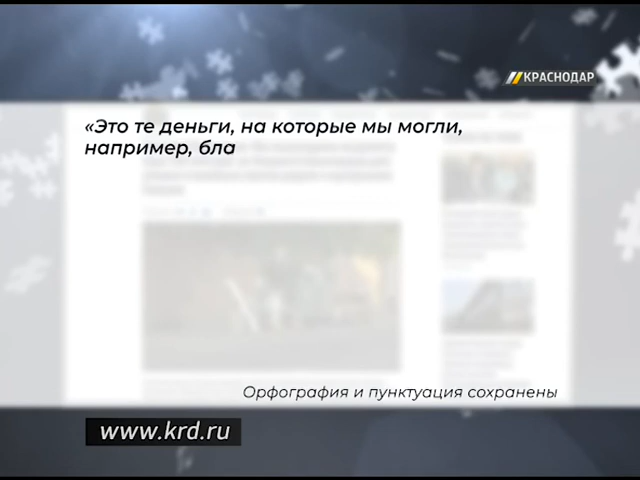 КРАСНОДАР
«Это те деньги, на которые мы могли,
например, бла
Орфография и пунктуация сохранены
www.krd.ru